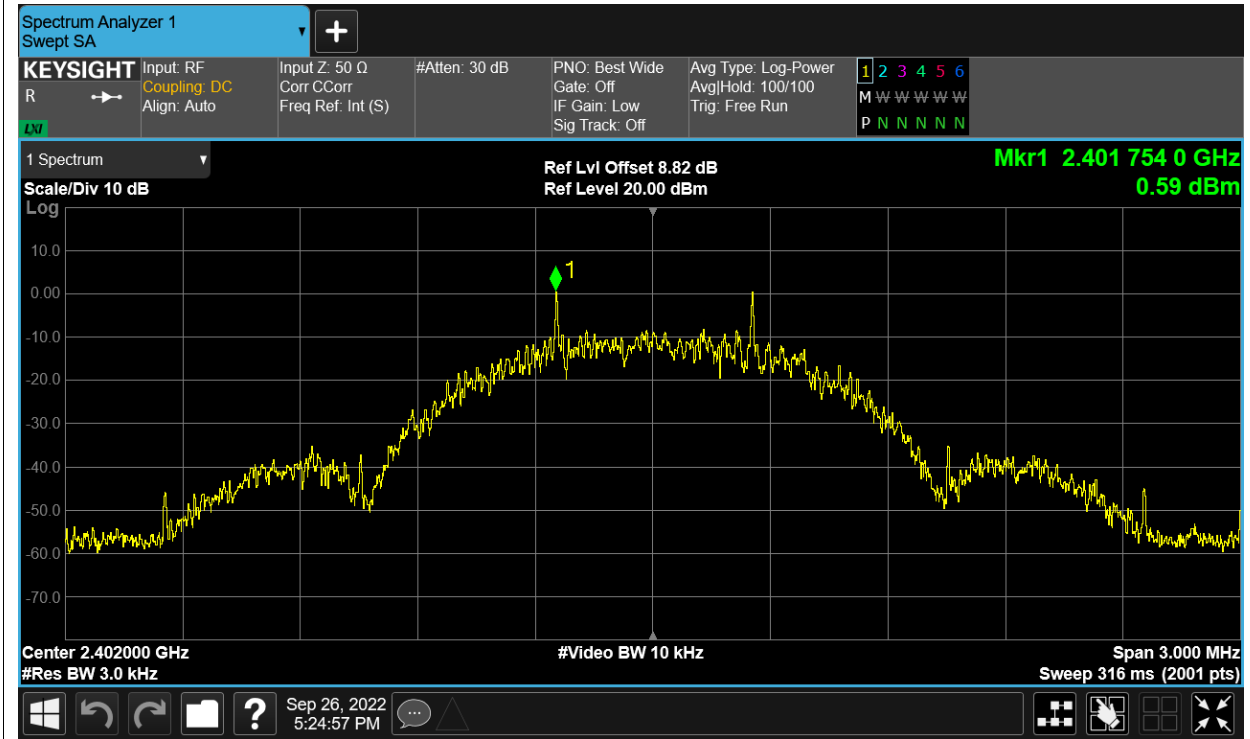 Spectrum Analyzer 1
Swept SA
+
KEYSIGHT
R
LXI
Input: RF
Coupling: DC
Align: Auto
Input Z: 50 Ω
Corr CCorr
Freq Ref: Int (S)
#Atten: 30 dB
PNO: Best Wide
Gate: Off
IF Gain: Low
Sig Track: Off
Avg Type: Log-Power
Avg|Hold: 100/100
Trig: Free Run
1 2 3 4 5 6
M W W W W W W
P N N N N N N
1 Spectrum
Scale/Div 10 dB
Ref Lvl Offset 8.82 dB
Ref Level 20.00 dBm
Mkr1 2.401 754 0 GHz
0.59 dBm
Log
10.0
0.00
-10.0
-20.0
-30.0
-40.0
-50.0
-60.0
-70.0
1
Center 2.402000 GHz
#Res BW 3.0 kHz
#Video BW 10 kHz
Span 3.000 MHz
Sweep 316 ms (2001 pts)
?
Sep 26, 2022
5:24:57 PM